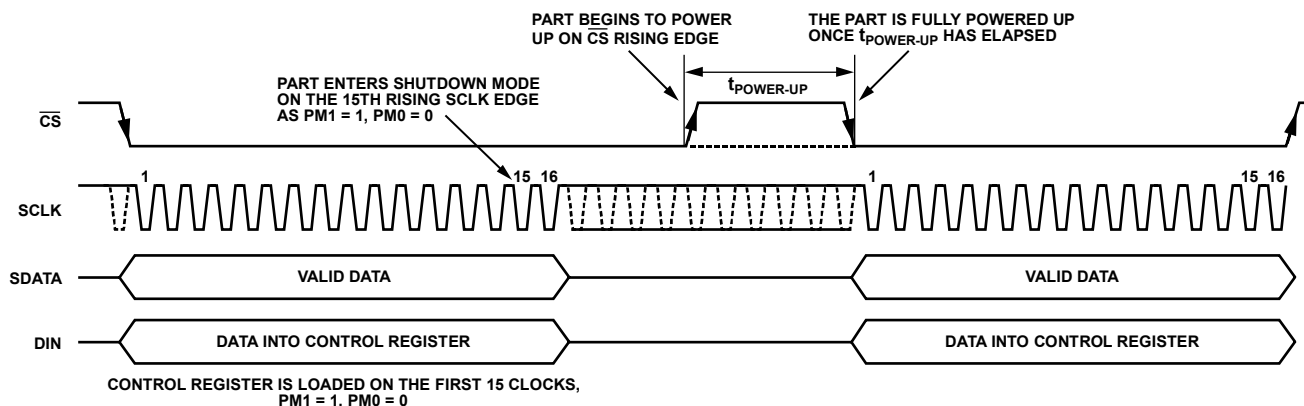 PART BEGINS TO POWER
UP ON CS RISING EDGE
THE PART IS FULLY POWERED UP
ONCE tPOWER-UP HAS ELAPSED
PART ENTERS SHUTDOWN MODE
ON THE 15TH RISING SCLK EDGE
AS PM1 = 1, PM0 = 0
tPOWER-UP
CS
1 15 16 1 15 16
SCLK
SDATA VALID DATA VALID DATA
DIN DATA INTO CONTROL REGISTER DATA INTO CONTROL REGISTER
CONTROL REGISTER IS LOADED ON THE FIRST 15 CLOCKS,
PM1 = 1, PM0 = 0